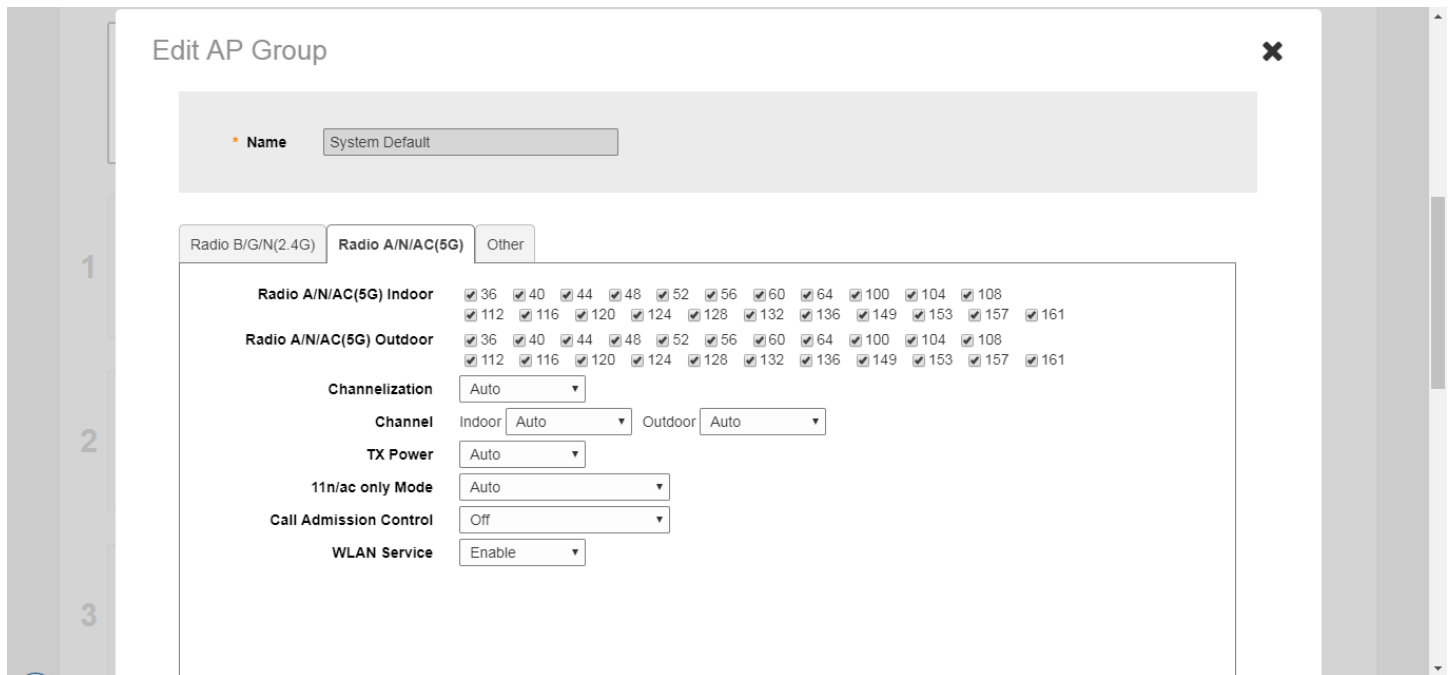 Edit AP Group
* Name System Default
Radio B/G/N(2.4G) Radio A/N/AC(5G) Other
1
Radio A/N/AC(5G) Indoor 36 40 44 48 52 56 60 64 100 104 108
112 116 120 124 128 132 136 149 153 157 161
Radio A/N/AC(5G) Outdoor 36 40 44 48 52 56 60 64 100 104 108
112 116 120 124 128 132 136 149 153 157 161
Channelization Auto
Channel Indoor Auto Outdoor Auto
2
TX Power Auto
11n/ac only Mode Auto
Call Admission Control Off
WLAN Service Enable
3